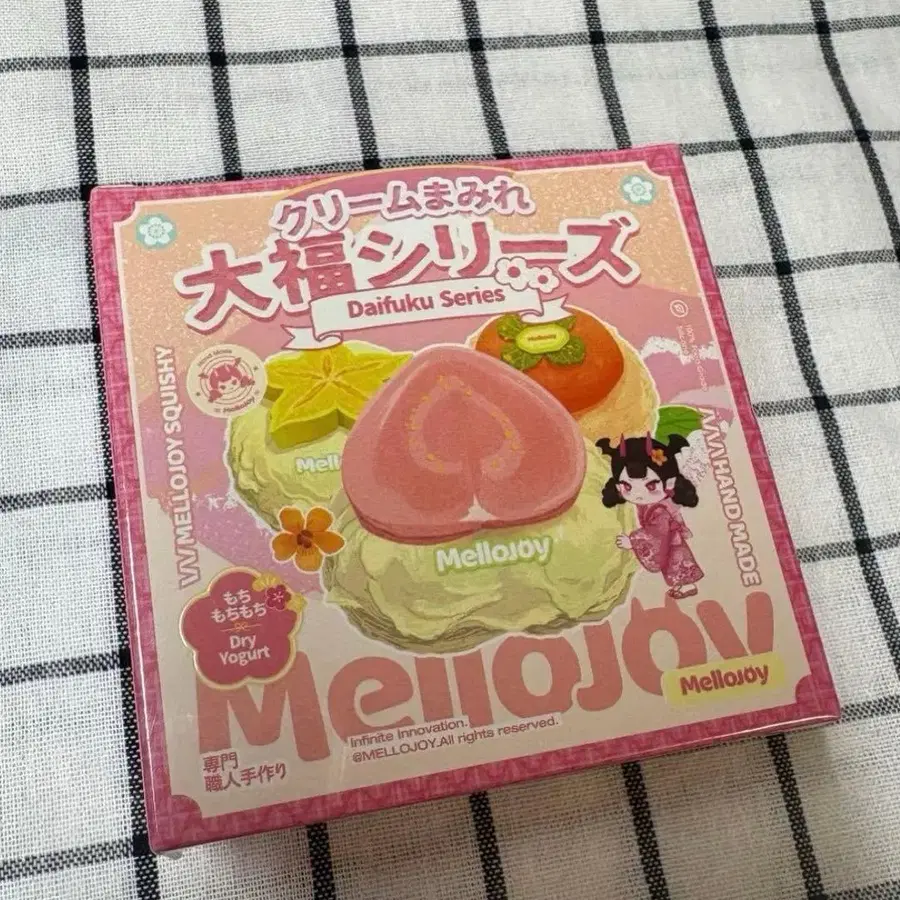 クリームまみれ
大福シリーズ
Daifuku Series
VVV MELLOJOY SQUISHY
Mellojoy
Mell
Mellojoy
Mellojoy
ΛΛΛ HAND MADE
もち
もちもち
Dry
Yogurt
Mellojoy
Mellojoy
Infinite Innovation.
@MELLOJOY.All rights reserved.
専門
職人手作り